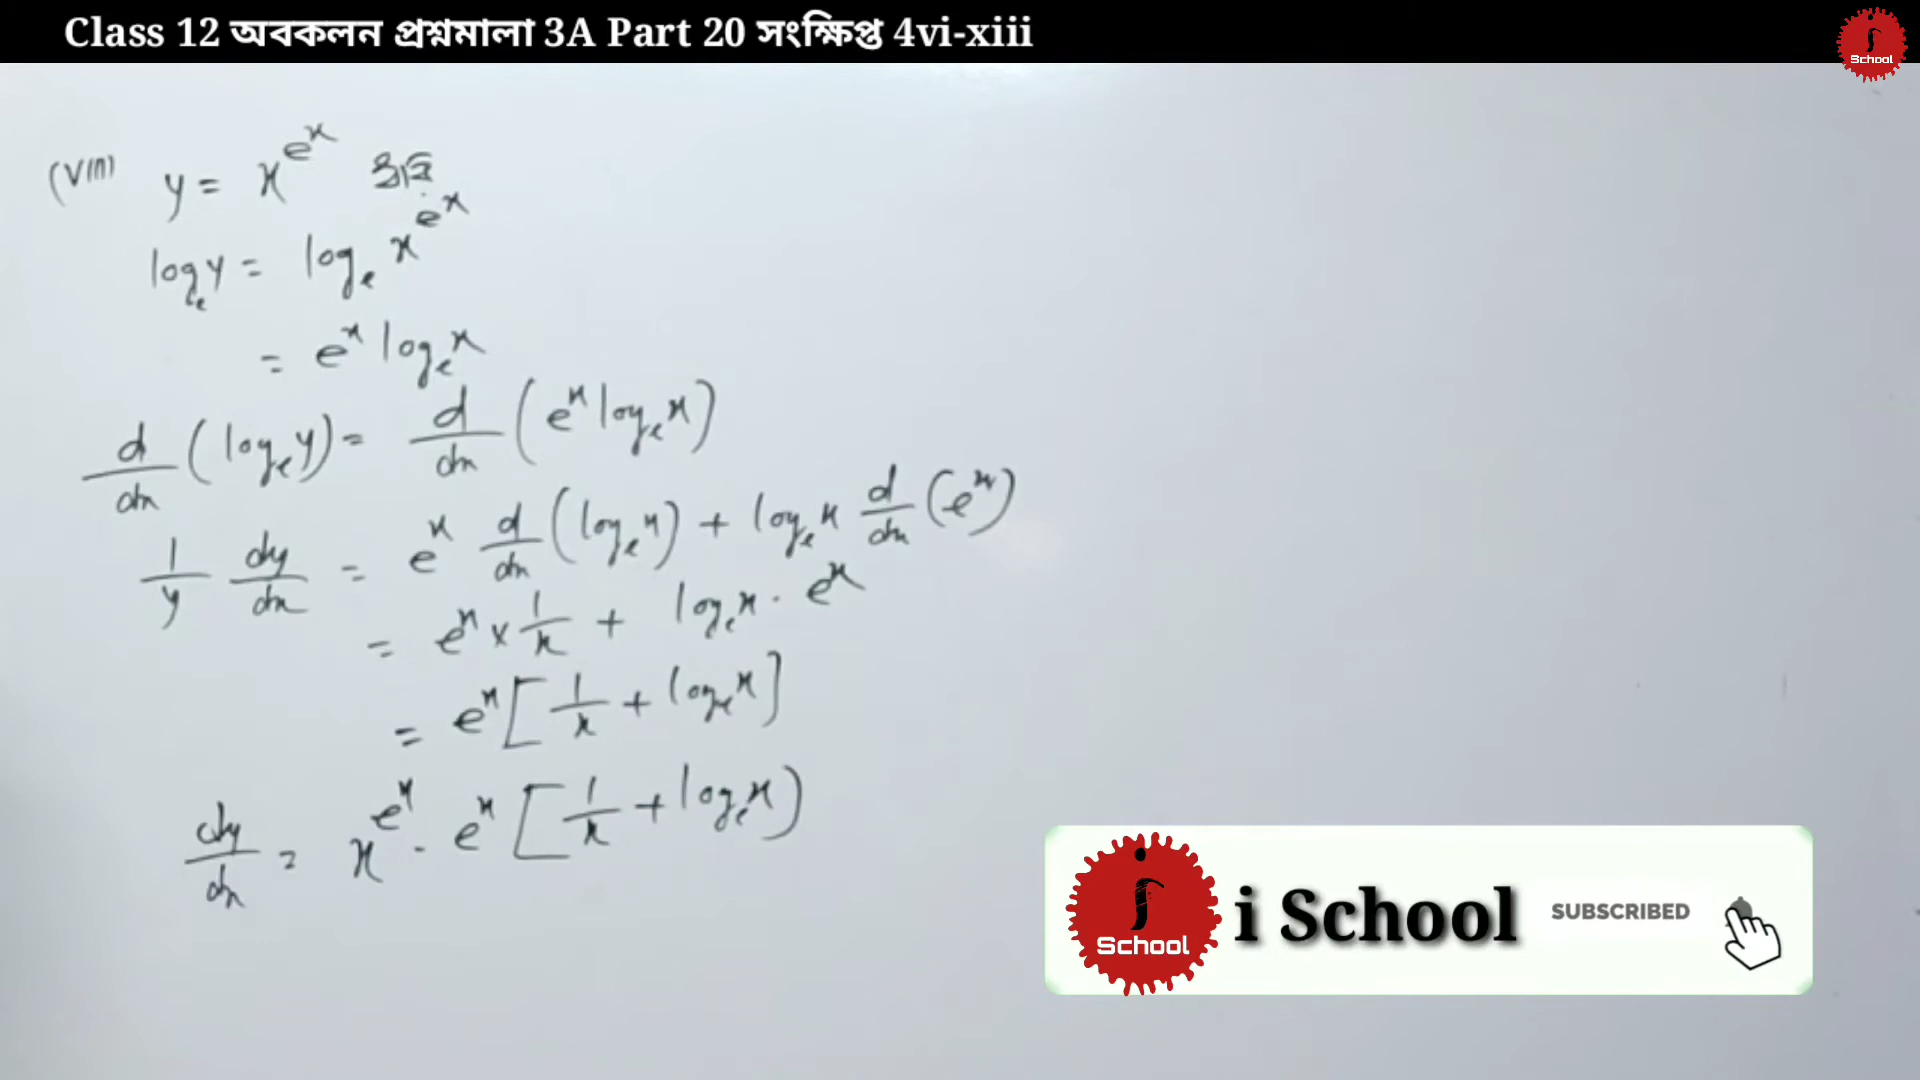 Class 12 অবকলন প্রশ্নমালা 3A Part 20 সংক্ষিপ্ত 4vi-xiii
School
(VIII) y = x^{e^x} ধরি
log_e y = log_e x^{e^x}
= e^x log_e x
d/dx (log_e y) = d/dx (e^x log_e x)
1/y dy/dx = e^x d/dx (log_e x) + log_e x d/dx (e^x)
= e^x × 1/x + log_e x · e^x
= e^x [1/x + log_e x]
dy/dx = x^{e^x} · e^x [1/x + log_e x)
School
i School
SUBSCRIBED